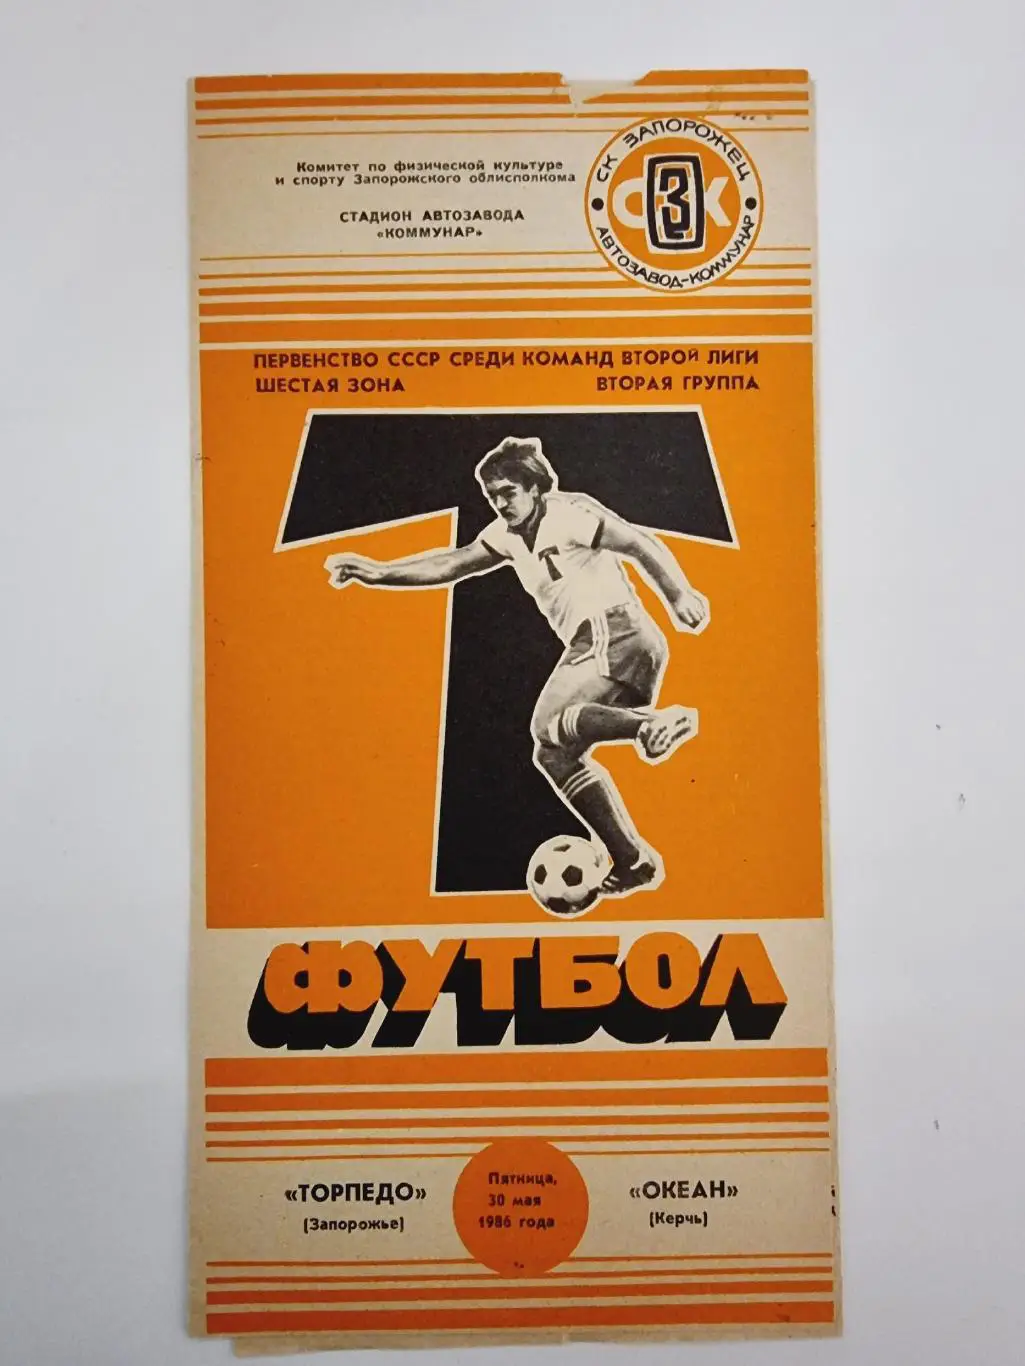 Комитет по физической культуре
и спорту Запорожского облисполкома
СТАДИОН АВТОЗАВОДА
«КОММУНАР»
СК ЗАПОРОЖЕЦ
ФЗК
АВТОЗАВОД-КОММУНАР
ПЕРВЕНСТВО СССР СРЕДИ КОМАНД ВТОРОЙ ЛИГИ
ШЕСТАЯ ЗОНА ВТОРАЯ ГРУППА
Т
Т
ФУТБОЛ
«ТОРПЕДО»
(Запорожье)
Пятница,
30 мая
1986 года
«ОКЕАН»
(Керчь)